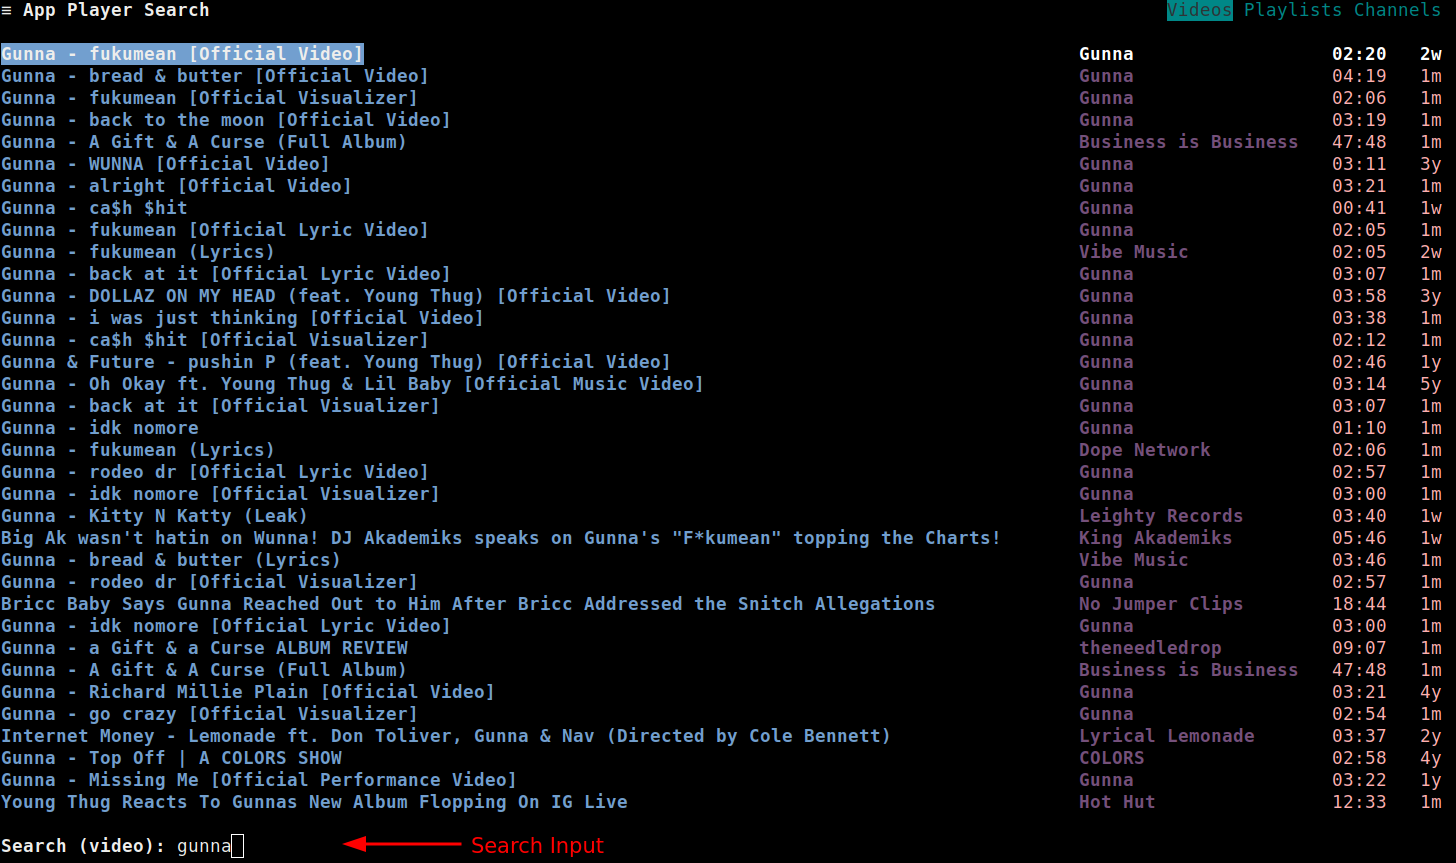 ≡ App Player Search Videos Playlists Channels
Gunna - fukumean [Official Video] Gunna 02:20 2w
Gunna - bread & butter [Official Video] Gunna 04:19 1m
Gunna - fukumean [Official Visualizer] Gunna 02:06 1m
Gunna - back to the moon [Official Video] Gunna 03:19 1m
Gunna - A Gift & A Curse (Full Album) Business is Business 47:48 1m
Gunna - WUNNA [Official Video] Gunna 03:11 3y
Gunna - alright [Official Video] Gunna 03:21 1m
Gunna - ca$h $hit Gunna 00:41 1w
Gunna - fukumean [Official Lyric Video] Gunna 02:05 1m
Gunna - fukumean (Lyrics) Vibe Music 02:05 2w
Gunna - back at it [Official Lyric Video] Gunna 03:07 1m
Gunna - DOLLAZ ON MY HEAD (feat. Young Thug) [Official Video] Gunna 03:58 3y
Gunna - i was just thinking [Official Video] Gunna 03:38 1m
Gunna - ca$h $hit [Official Visualizer] Gunna 02:12 1m
Gunna & Future - pushin P (feat. Young Thug) [Official Video] Gunna 02:46 1y
Gunna - Oh Okay ft. Young Thug & Lil Baby [Official Music Video] Gunna 03:14 5y
Gunna - back at it [Official Visualizer] Gunna 03:07 1m
Gunna - idk nomore Gunna 01:10 1m
Gunna - fukumean (Lyrics) Dope Network 02:06 1m
Gunna - rodeo dr [Official Lyric Video] Gunna 02:57 1m
Gunna - idk nomore [Official Visualizer] Gunna 03:00 1m
Gunna - Kitty N Katty (Leak) Leighty Records 03:40 1w
Big Ak wasn't hatin on Wunna! DJ Akademiks speaks on Gunna's "F*kumean" topping the Charts! King Akademiks 05:46 1w
Gunna - bread & butter (Lyrics) Vibe Music 03:46 1m
Gunna - rodeo dr [Official Visualizer] Gunna 02:57 1m
Bricc Baby Says Gunna Reached Out to Him After Bricc Addressed the Snitch Allegations No Jumper Clips 18:44 1m
Gunna - idk nomore [Official Lyric Video] Gunna 03:00 1m
Gunna - a Gift & a Curse ALBUM REVIEW theneedledrop 09:07 1m
Gunna - A Gift & A Curse (Full Album) Business is Business 47:48 1m
Gunna - Richard Millie Plain [Official Video] Gunna 03:21 4y
Gunna - go crazy [Official Visualizer] Gunna 02:54 1m
Internet Money - Lemonade ft. Don Toliver, Gunna & Nav (Directed by Cole Bennett) Lyrical Lemonade 03:37 2y
Gunna - Top Off | A COLORS SHOW COLORS 02:58 4y
Gunna - Missing Me [Official Performance Video] Gunna 03:22 1y
Young Thug Reacts To Gunnas New Album Flopping On IG Live Hot Hut 12:33 1m
Search (video): gunna Search Input